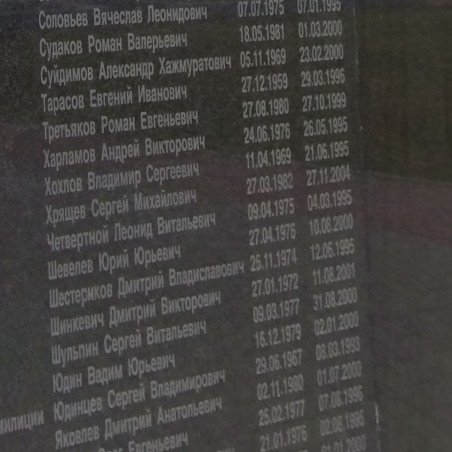 Соловьев Вячеслав Леонидович 07.07.1975 07.01.1995
Судаков Роман Валерьевич 18.05.1981 01.03.2000
Суйдимов Александр Хажмуратович 05.11.1969 23.02.2000
Тарасов Евгений Иванович 27.12.1959 29.03.1996
Третьяков Роман Евгеньевич 27.08.1980 27.10.1999
Харламов Андрей Викторович 24.06.1976 26.05.1995
Хохлов Владимир Сергеевич 11.04.1969 21.06.1995
Хрящев Сергей Михайлович 27.03.1982 27.11.2004
Четвертной Леонид Витальевич 09.04.1975 04.03.1995
Шевелев Юрий Юрьевич 27.04.1976 10.08.2000
Шестериков Дмитрий Владиславович 25.11.1974 12.06.1995
Шинкевич Дмитрий Викторович 27.01.1972 11.08.2001
Шульпин Сергей Витальевич 09.03.1977 31.08.2000
Юдин Вадим Юрьевич 16.12.1979 02.01.2000
милиции Юдинцев Сергей Владимирович 29.06.1967 08.03.1993
Яковлев Дмитрий Анатольевич 02.11.1980 01.07.2000
Евгеньевич 25.02.1977 07.08.1996
21.01.1976 02.08.1996